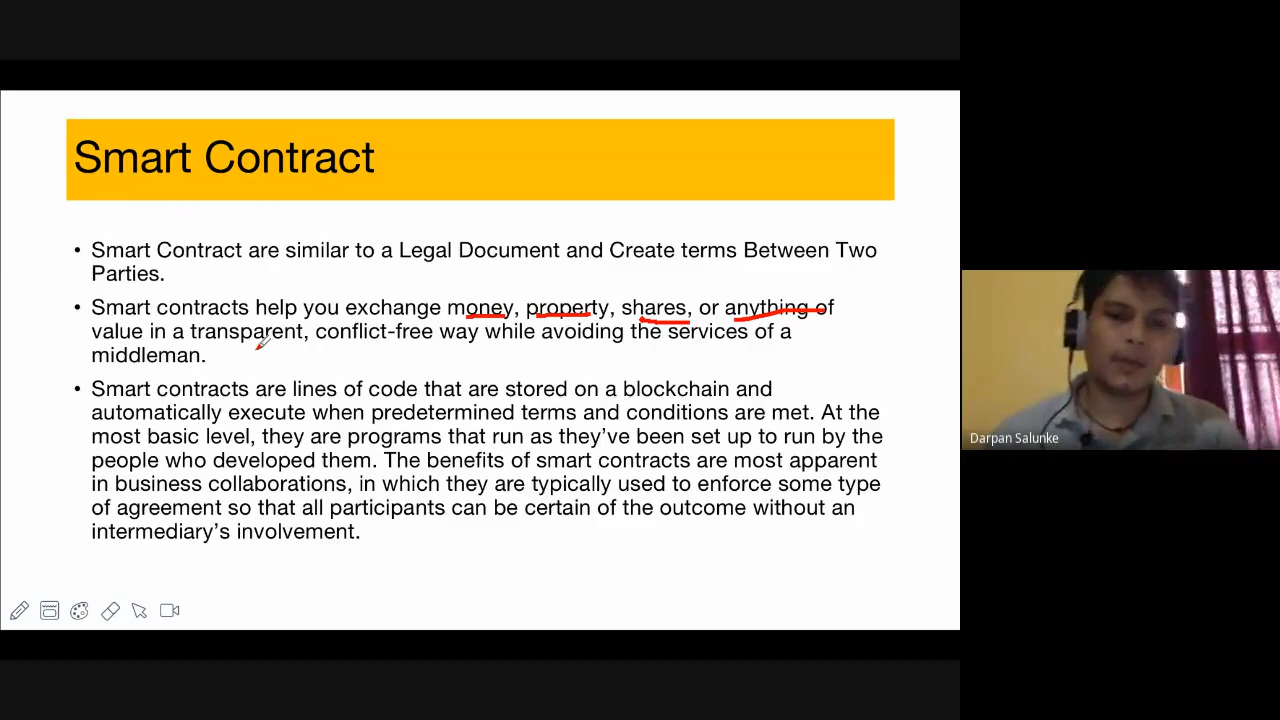 Smart Contract
• Smart Contract are similar to a Legal Document and Create terms Between Two
Parties.
• Smart contracts help you exchange money, property, shares, or anything of
value in a transparent, conflict-free way while avoiding the services of a
middleman.
• Smart contracts are lines of code that are stored on a blockchain and
automatically execute when predetermined terms and conditions are met. At the
most basic level, they are programs that run as they’ve been set up to run by the
people who developed them. The benefits of smart contracts are most apparent
in business collaborations, in which they are typically used to enforce some type
of agreement so that all participants can be certain of the outcome without an
intermediary’s involvement.
Darpan Salunke